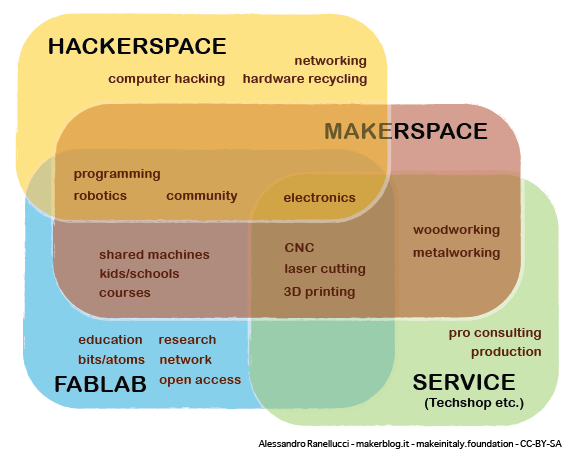 HACKERSPACE
networking
computer hacking hardware recycling
MAKERSPACE
programming
robotics community electronics
woodworking
metalworking
shared machines
kids/schools
courses
CNC
laser cutting
3D printing
education research
bits/atoms network
open access
FABLAB
pro consulting
production
SERVICE
(Techshop etc.)
Alessandro Ranellucci - makerblog.it - makeinitaly.foundation - CC-BY-SA